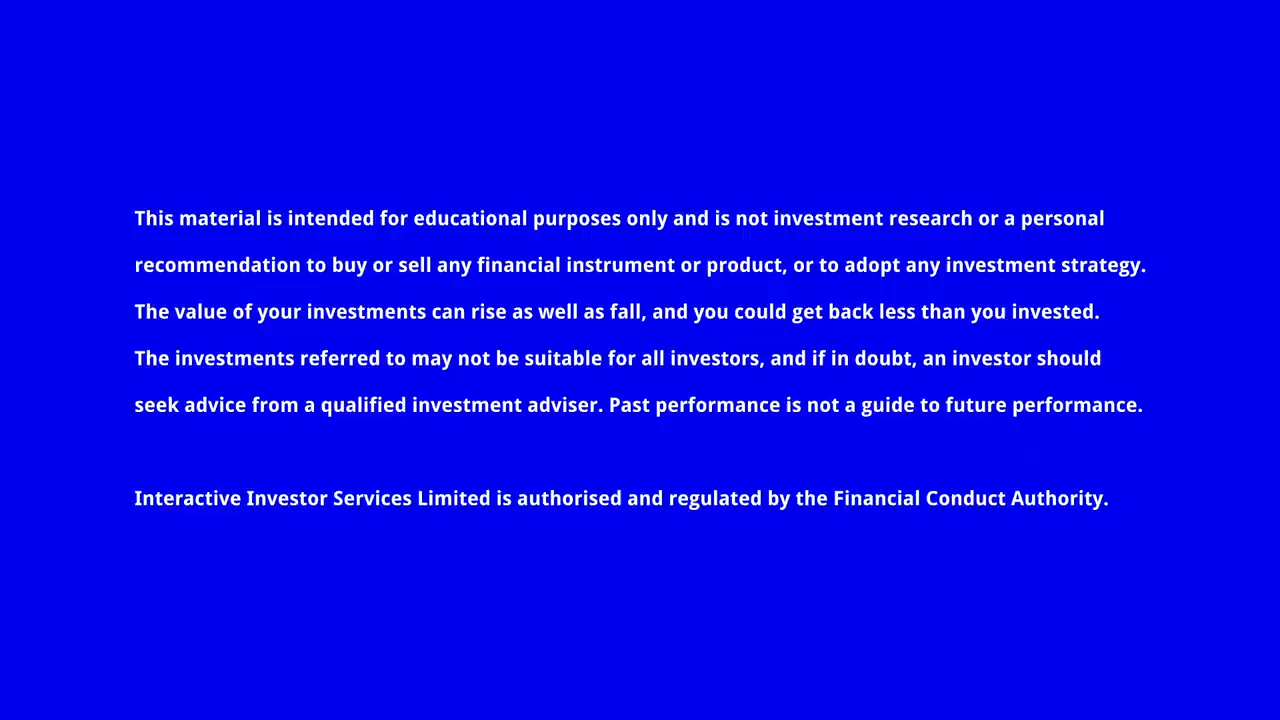 This material is intended for educational purposes only and is not investment research or a personal
recommendation to buy or sell any financial instrument or product, or to adopt any investment strategy.
The value of your investments can rise as well as fall, and you could get back less than you invested.
The investments referred to may not be suitable for all investors, and if in doubt, an investor should
seek advice from a qualified investment adviser. Past performance is not a guide to future performance.
Interactive Investor Services Limited is authorised and regulated by the Financial Conduct Authority.